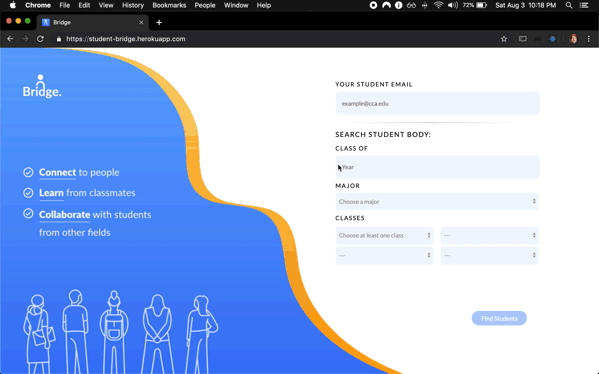 Chrome File Edit View History Bookmarks People Window Help 72% Sat Aug 3 10:18 PM
Bridge
https://student-bridge.herokuapp.com
Bridge.
Connect to people
Learn from classmates
Collaborate with students
from other fields
YOUR STUDENT EMAIL
example@cca.edu
SEARCH STUDENT BODY:
CLASS OF
Year
MAJOR
Choose a major
CLASSES
Choose at least one class ---
--- ---
Find Students